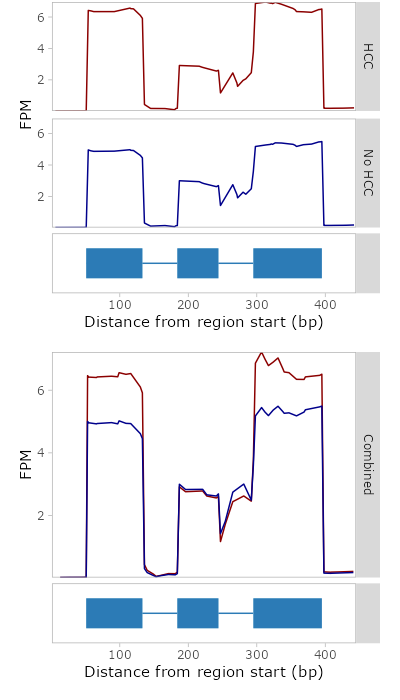 6
4
2
HCC
FPM
6
4
2
No HCC
100
200
300
400
Distance from region start (bp)
6
4
2
FPM
Combined
100
200
300
400
Distance from region start (bp)